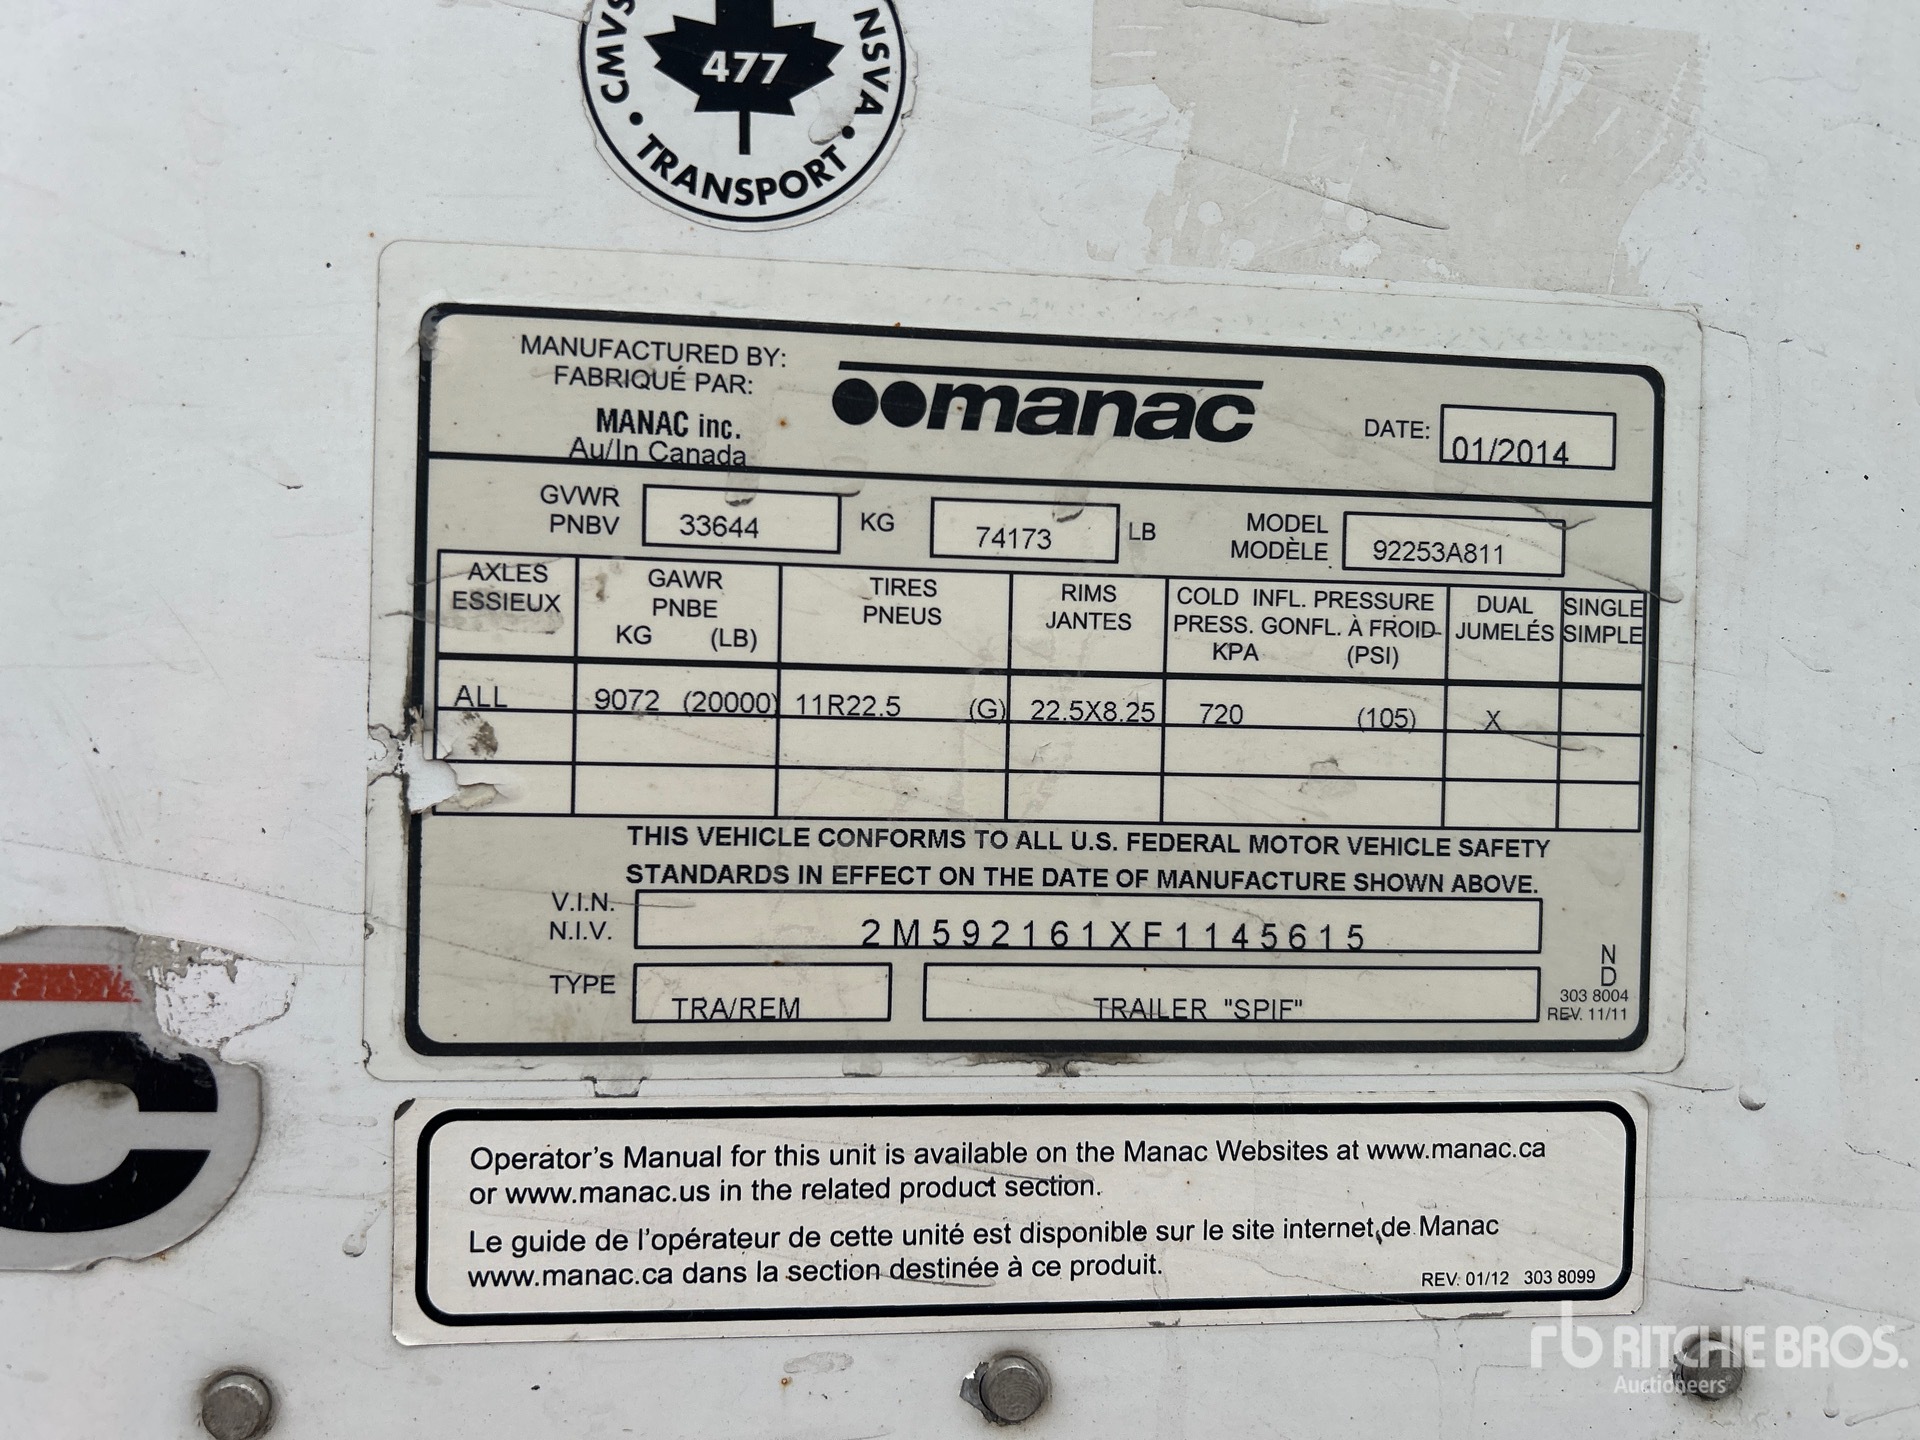 CMVS
477
NSVA
• TRANSPORT •
MANUFACTURED BY:
FABRIQUÉ PAR:
MANAC inc.
Au/In Canada
manac
DATE: 01/2014
GVWR
PNBV
33644 KG 74173 LB
MODEL
MODÈLE
92253A811
AXLES
ESSIEUX
GAWR
PNBE
KG (LB)
TIRES
PNEUS
RIMS
JANTES
COLD INFL. PRESSURE
PRESS. GONFL. À FROID
KPA (PSI)
DUAL
JUMELÉS
SINGLE
SIMPLE
ALL 9072 (20000) 11R22.5 (G) 22.5X8.25 720 (105) X
THIS VEHICLE CONFORMS TO ALL U.S. FEDERAL MOTOR VEHICLE SAFETY
STANDARDS IN EFFECT ON THE DATE OF MANUFACTURE SHOWN ABOVE.
V.I.N.
N.I.V.
2M592161XF1145615
TYPE TRA/REM TRAILER "SPIF"
N
D
303 8004
REV. 11/11
C
Operator's Manual for this unit is available on the Manac Websites at www.manac.ca
or www.manac.us in the related product section.
Le guide de l'opérateur de cette unité est disponible sur le site internet de Manac
www.manac.ca dans la section destinée à ce produit.
REV. 01/12 303 8099
rb RITCHIE BROS.
Auctioneers